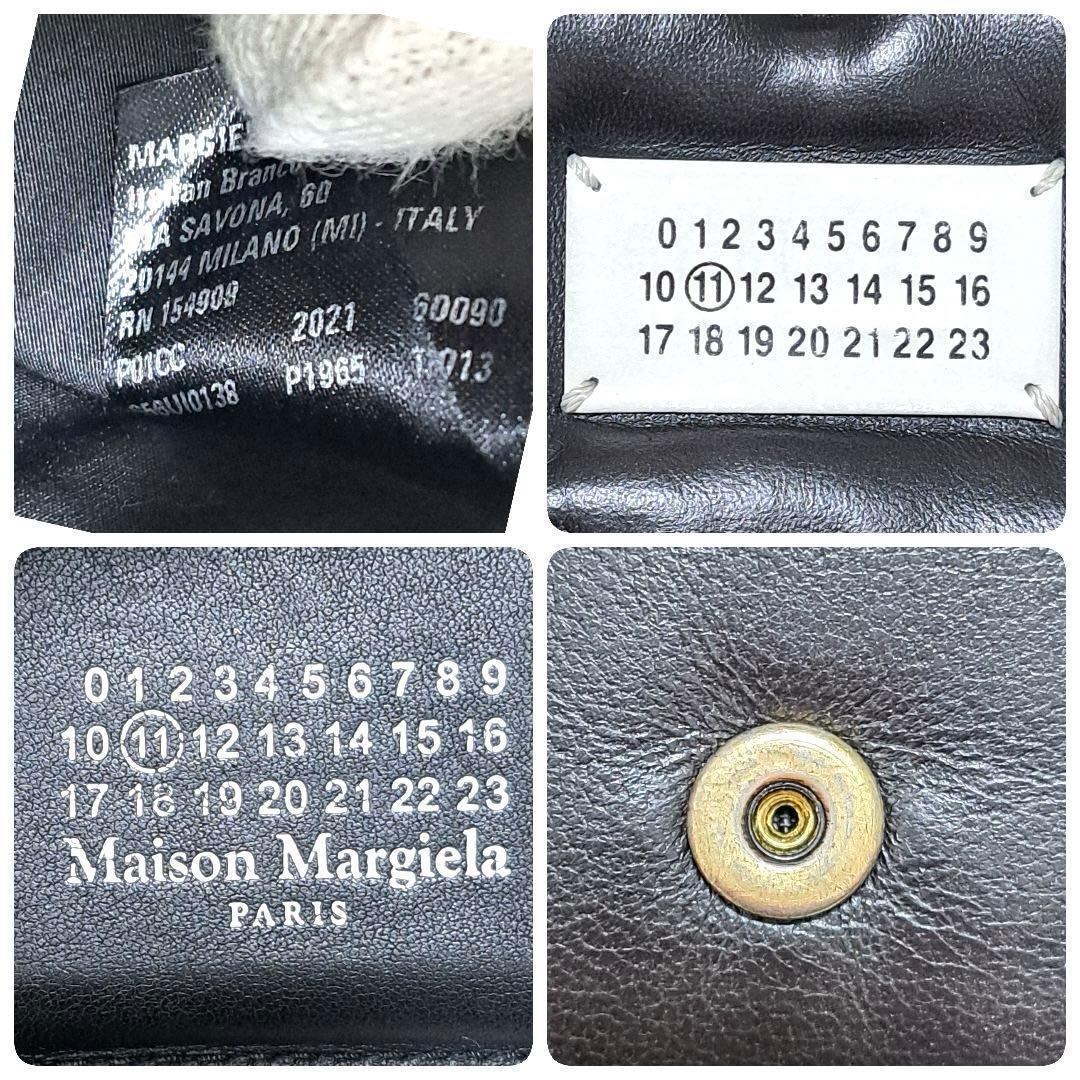 MARGIE
Italian Branc
VIA SAVONA, 60
20144 MILANO (MI) - ITALY
RN 154909
2021 60090
P01CC P1965
S56UI0138
0 1 2 3 4 5 6 7 8 9
10 11 12 13 14 15 16
17 18 19 20 21 22 23
0 1 2 3 4 5 6 7 8 9
10 11 12 13 14 15 16
17 18 19 20 21 22 23
Maison Margiela
PARIS